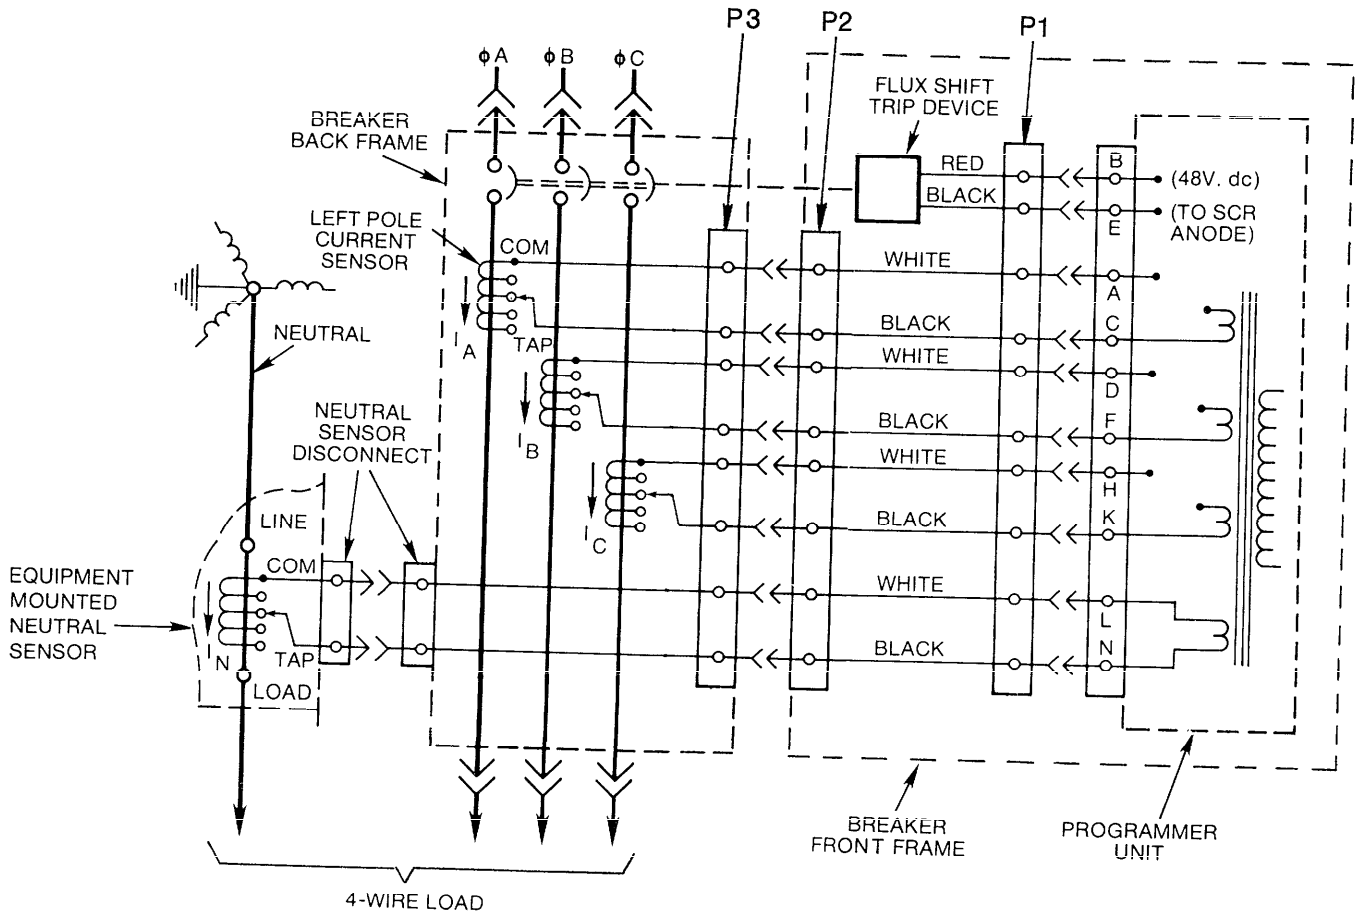 P3
P2
P1
ϕA
ϕB
ϕC
FLUX SHIFT
TRIP DEVICE
BREAKER
BACK FRAME
RED
B
(48V. dc)
BLACK
E
(TO SCR
ANODE)
LEFT POLE
CURRENT
SENSOR
COM
WHITE
A
I A
TAP
BLACK
C
NEUTRAL
WHITE
D
NEUTRAL
SENSOR
DISCONNECT
I B
BLACK
F
WHITE
H
I C
BLACK
K
LINE
COM
EQUIPMENT
MOUNTED
NEUTRAL
SENSOR
WHITE
L
I N
TAP
BLACK
N
LOAD
BREAKER
FRONT FRAME
PROGRAMMER
UNIT
4-WIRE LOAD